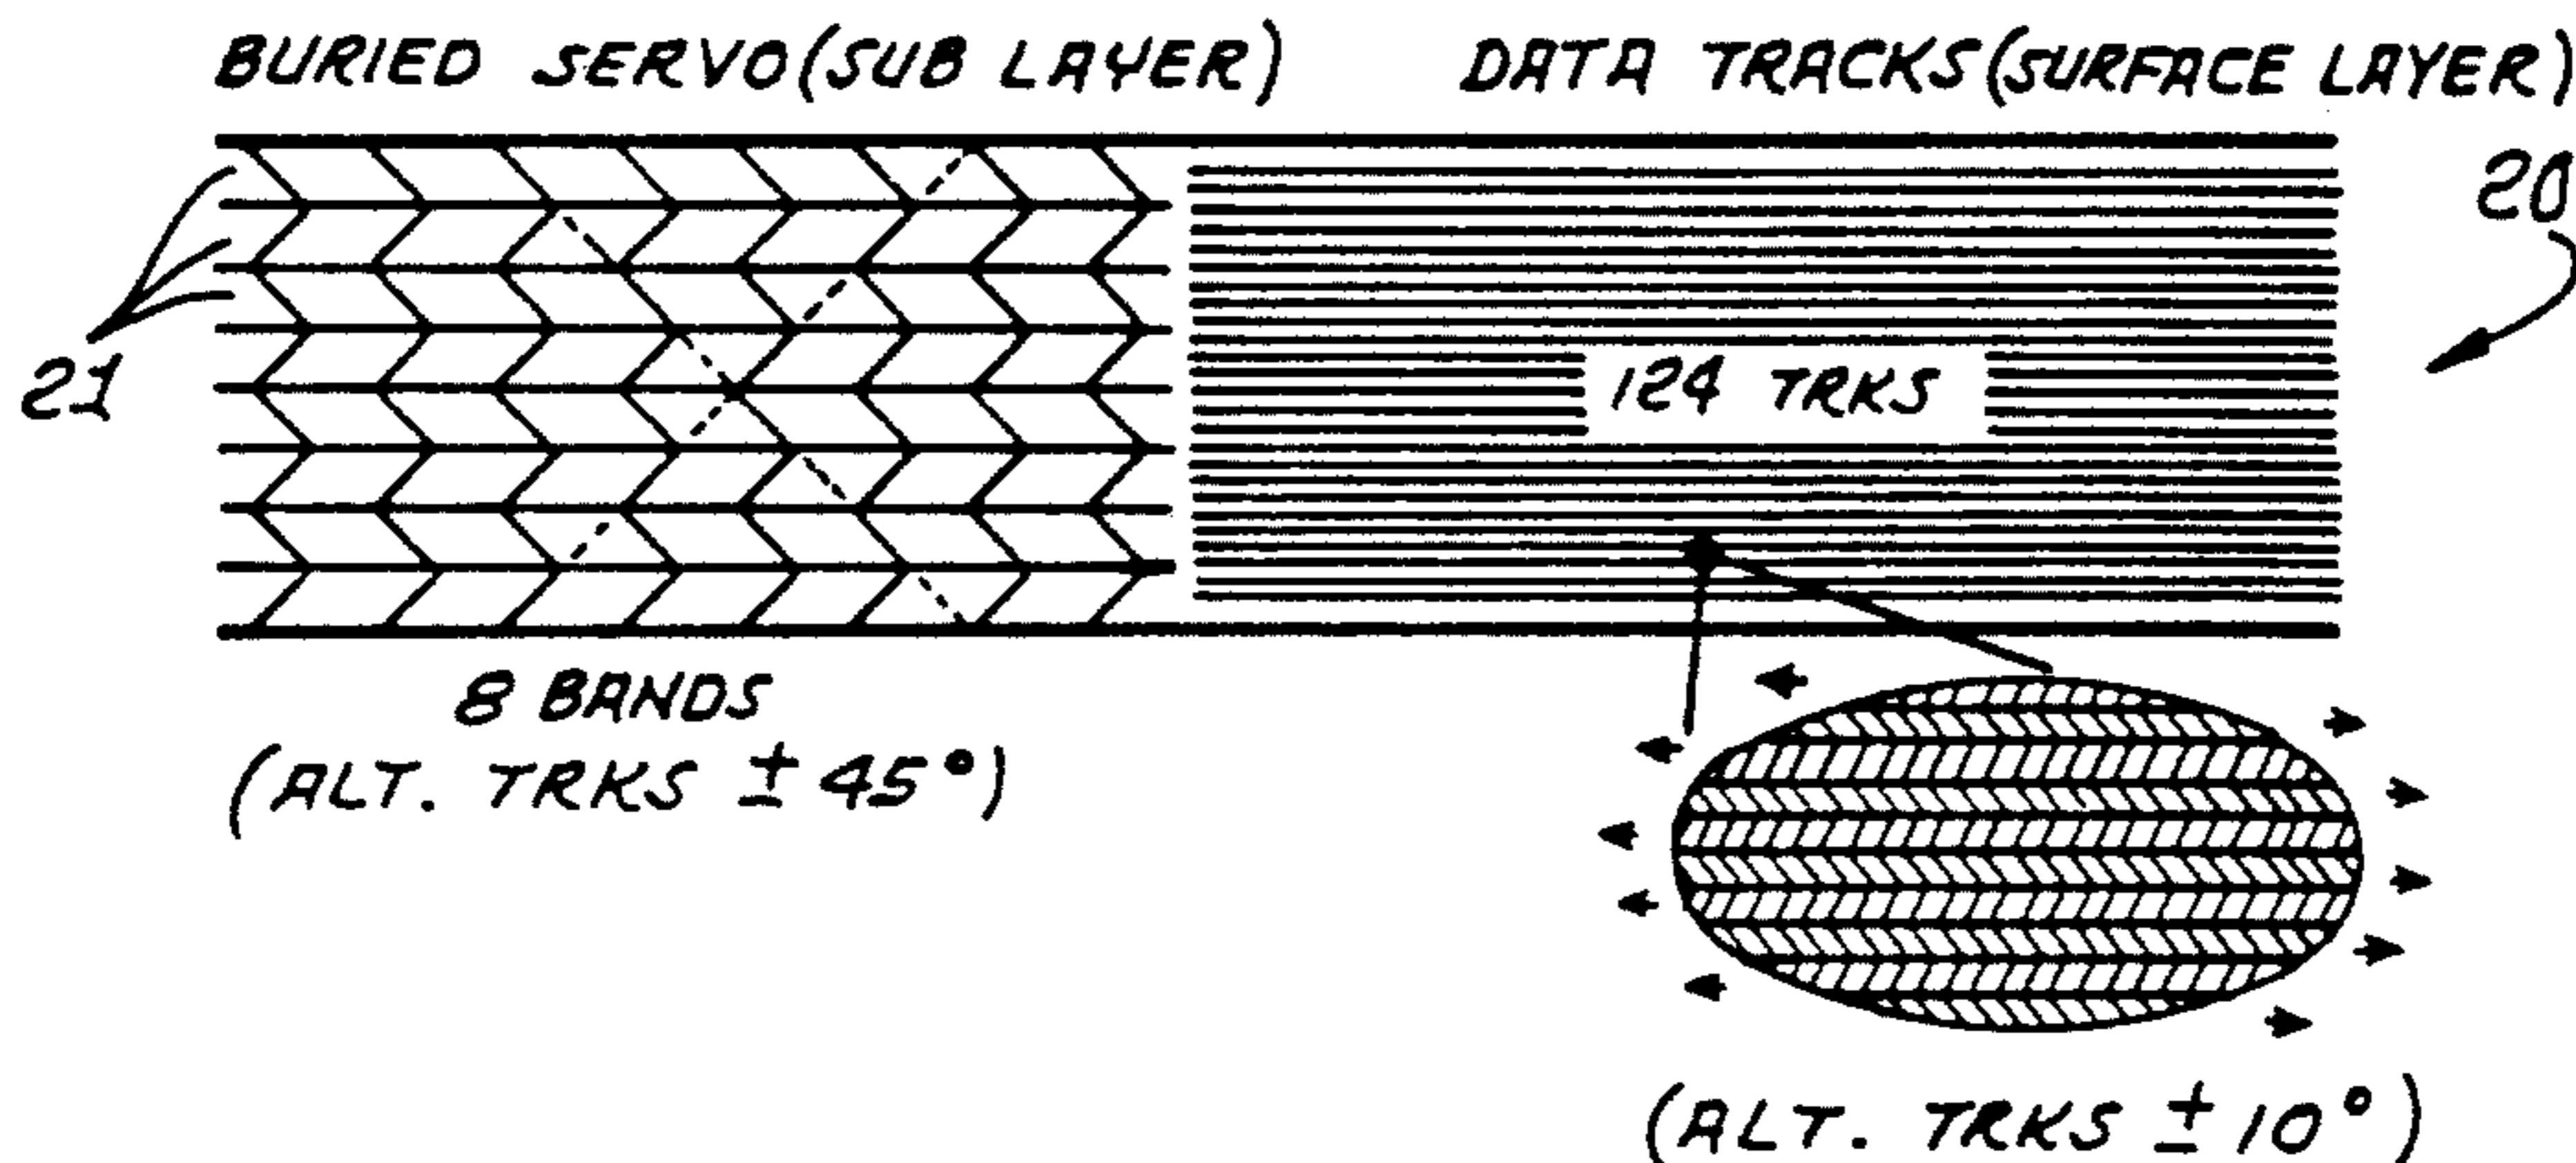 BURIED SERVO (SUB LAYER) DATA TRACKS (SURFACE LAYER)
20
21
124 TRKS
8 BANDS
(ALT. TRKS ± 45°)
(ALT. TRKS ± 10°)